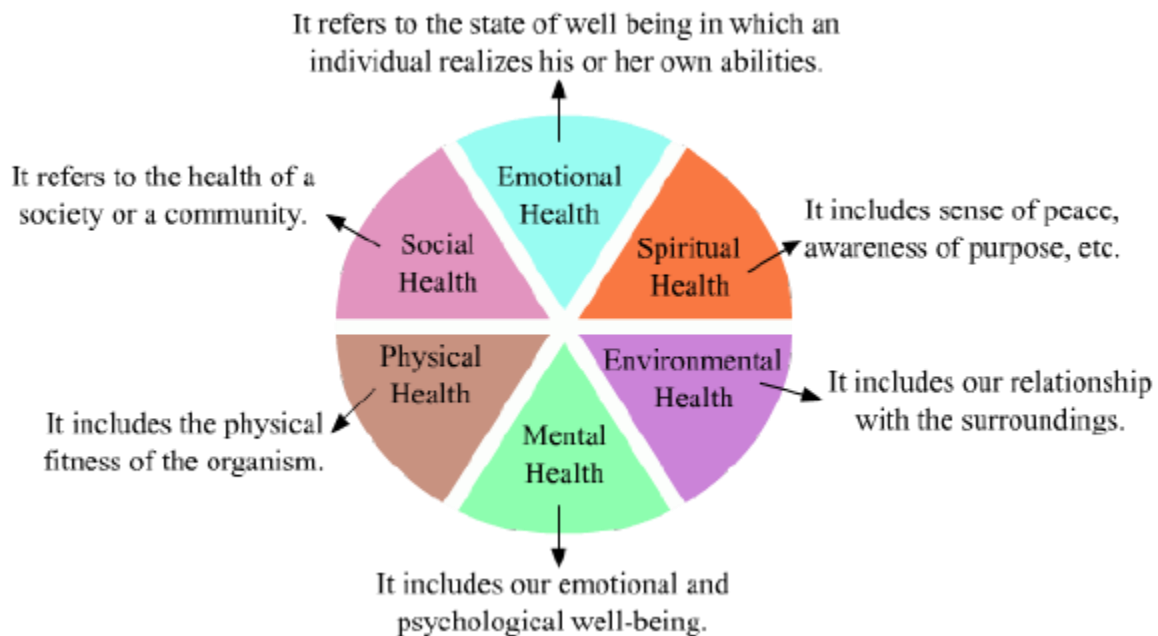 It refers to the state of well being in which an
individual realizes his or her own abilities.
Emotional
Health
It refers to the health of a
society or a community.
Social
Health
Spiritual
Health
It includes sense of peace,
awareness of purpose, etc.
Physical
Health
It includes the physical
fitness of the organism.
Environmental
Health
It includes our relationship
with the surroundings.
Mental
Health
It includes our emotional and
psychological well-being.